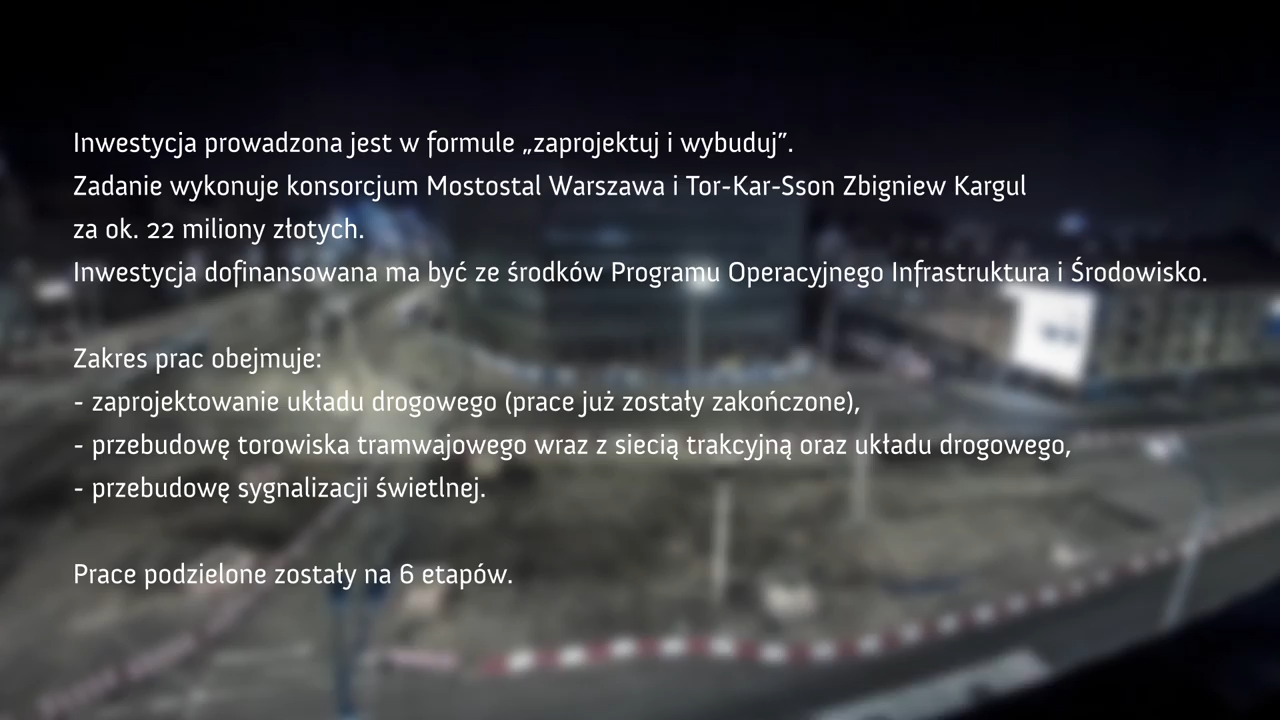 Inwestycja prowadzona jest w formule „zaprojektuj i wybuduj”.
Zadanie wykonuje konsorcjum Mostostal Warszawa i Tor-Kar-Sson Zbigniew Kargul
za ok. 22 miliony złotych.
Inwestycja dofinansowana ma być ze środków Programu Operacyjnego Infrastruktura i Środowisko.
Zakres prac obejmuje:
- zaprojektowanie układu drogowego (prace już zostały zakończone),
- przebudowę torowiska tramwajowego wraz z siecią trakcyjną oraz układu drogowego,
- przebudowę sygnalizacji świetlnej.
Prace podzielone zostały na 6 etapów.